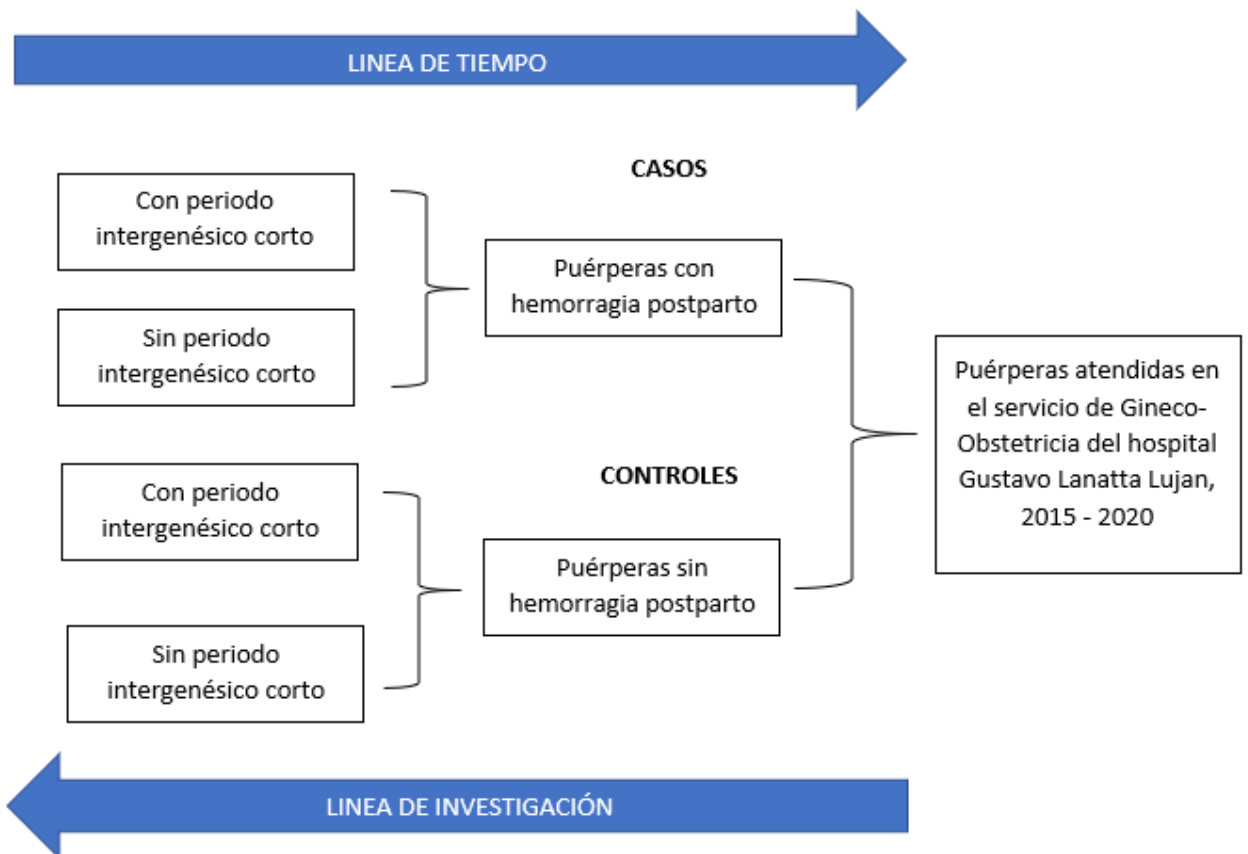 LINEA DE TIEMPO
CASOS
Con periodo
intergenésico corto
Puérperas con
hemorragia postparto
Sin periodo
intergenésico corto
Puérperas atendidas en
el servicio de Gineco-
Obstetricia del hospital
Gustavo Lanatta Lujan,
2015 - 2020
CONTROLES
Con periodo
intergenésico corto
Puérperas sin
hemorragia postparto
Sin periodo
intergenésico corto
LINEA DE INVESTIGACIÓN